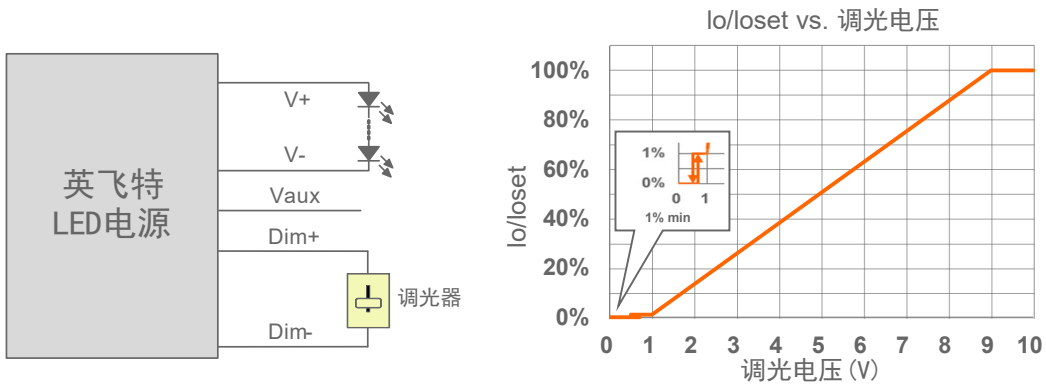 英飞特
LED电源
V+
V-
Vaux
Dim+
Dim-
调光器
Io/Ioset vs. 调光电压
Io/Ioset
100%
80%
60%
40%
20%
0%
1%
0%
0 1
1% min
0 1 2 3 4 5 6 7 8 9 10
调光电压(V)